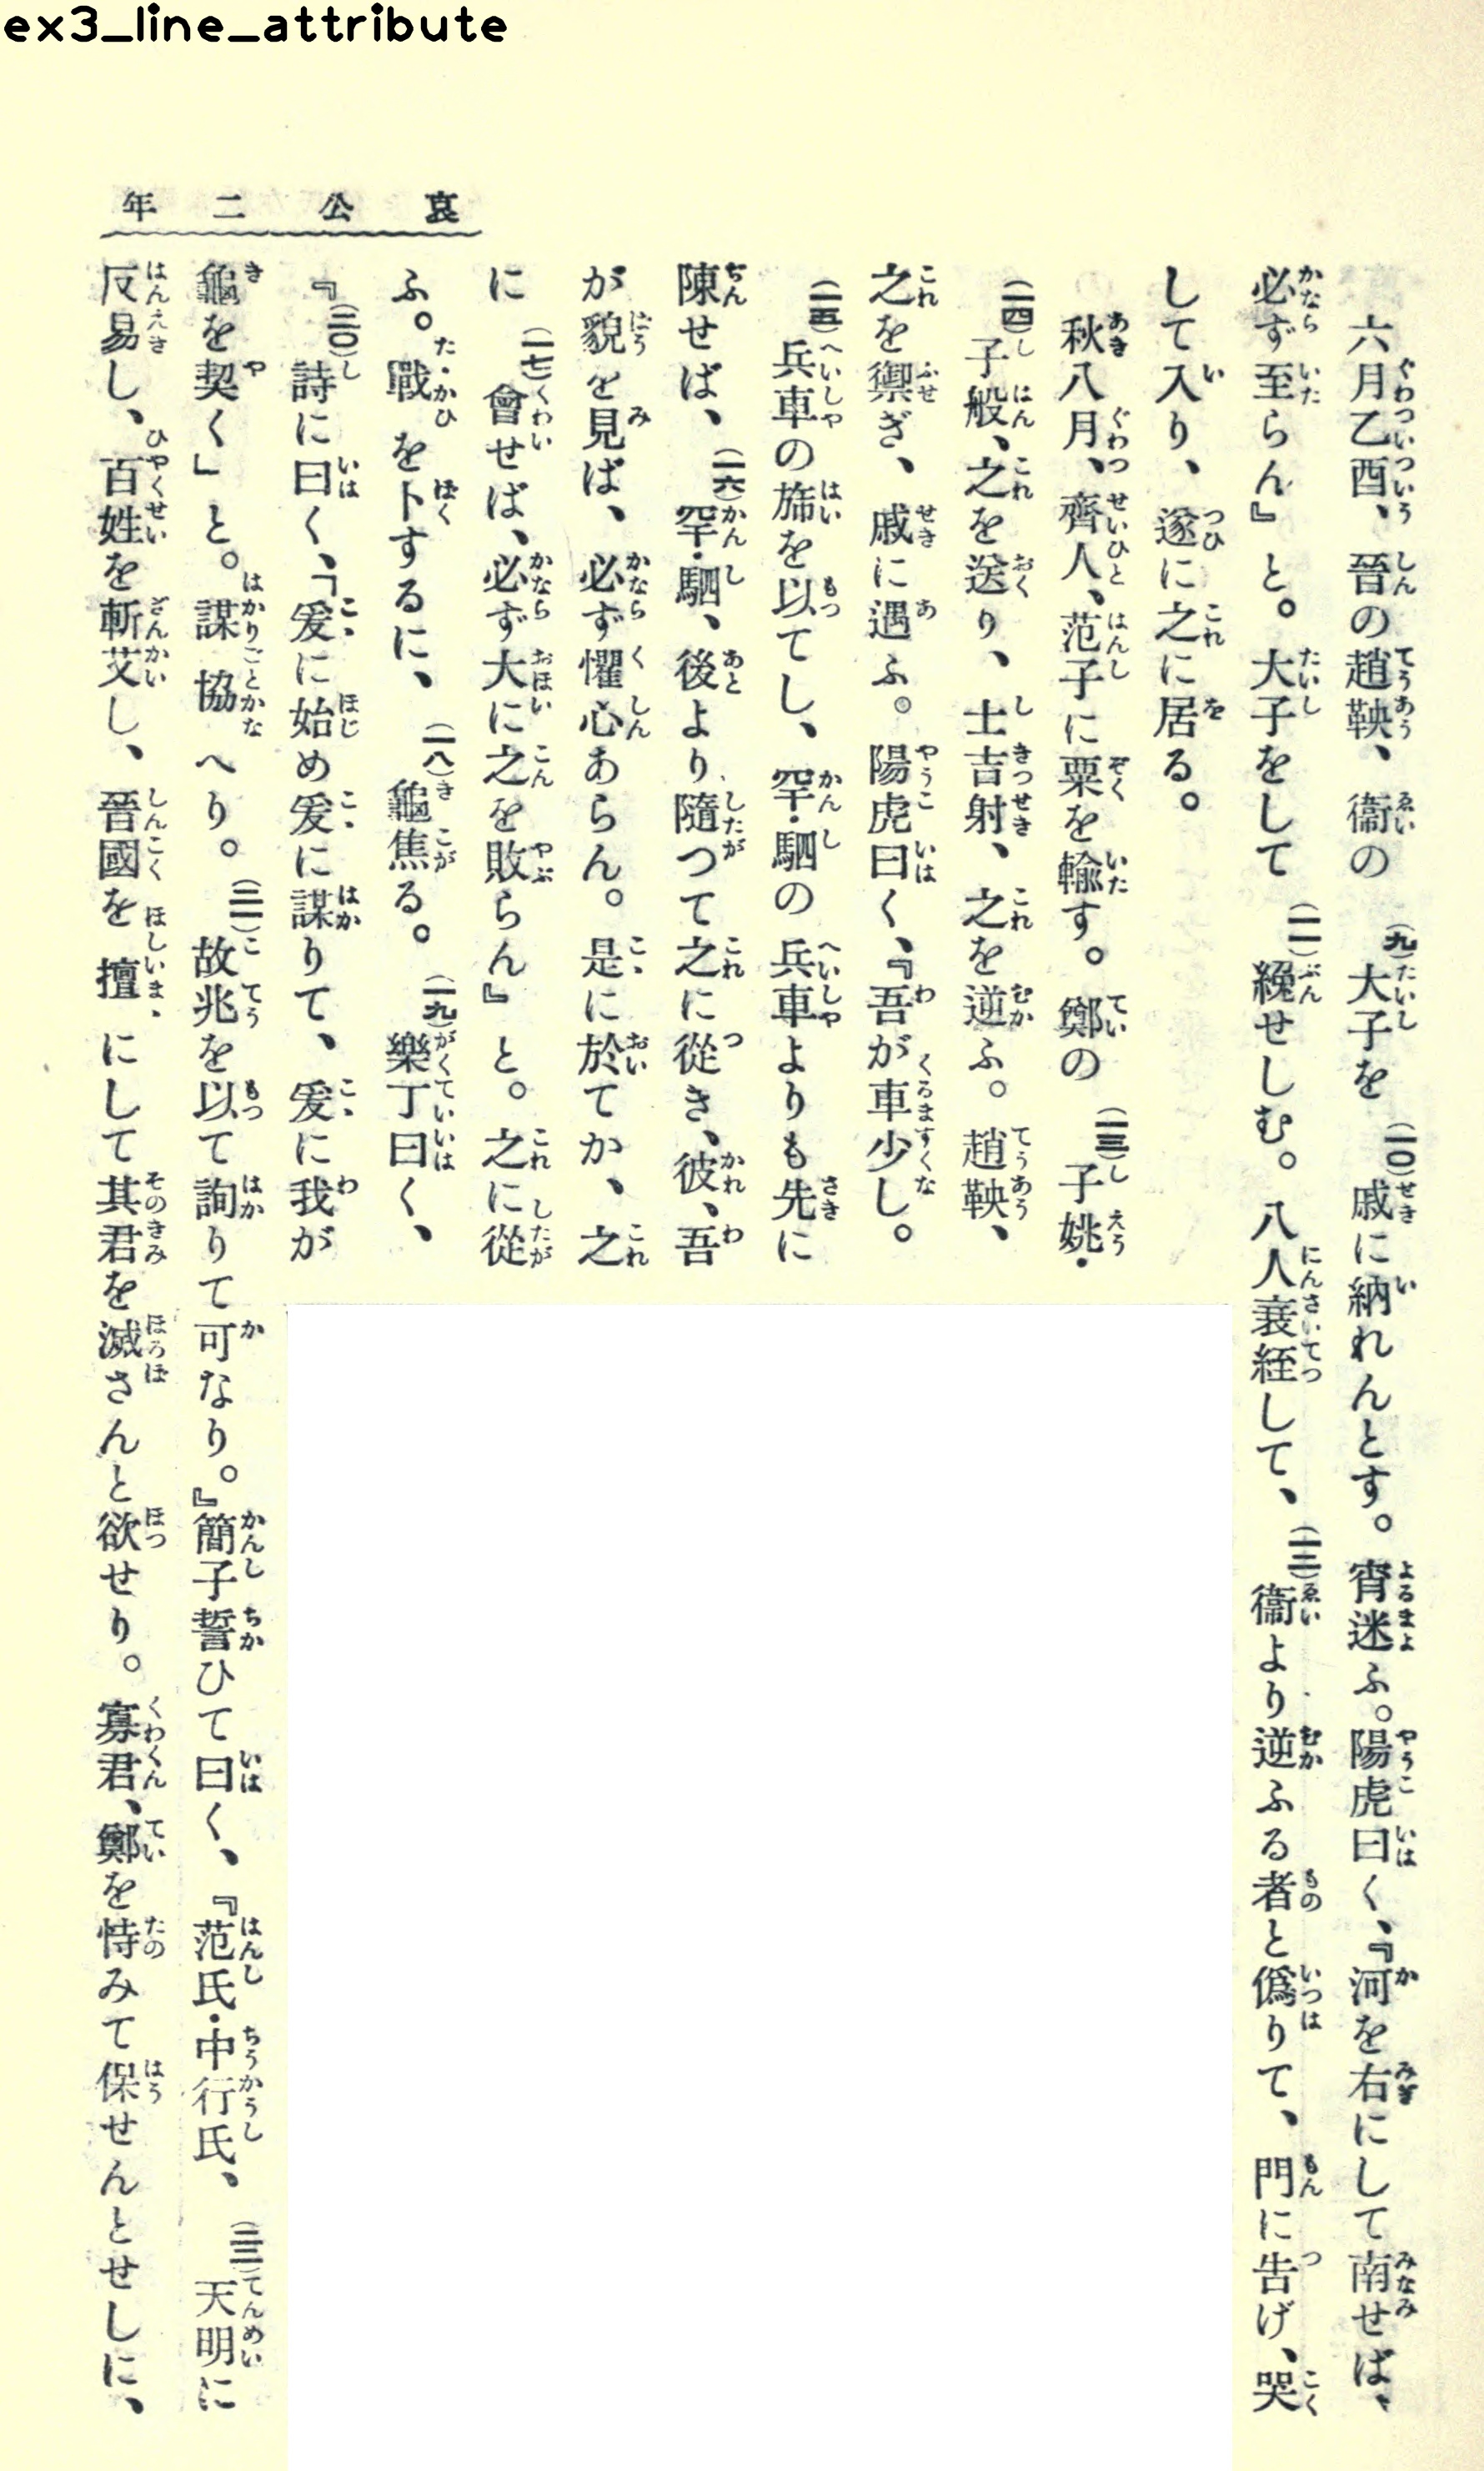 ex3_line_attribute
哀公二年
六月乙酉、晉の趙鞅、衞の(九)大子を(一〇)戚に納れんとす。宵迷ふ。陽虎曰く、『河を右にして南せば、
必ず至らん』と。大子をして(一一)絻せしむ。八人衰絰して、(一二)衞より逆ふる者と僞りて、門に告げ、哭
して入り、遂に之に居る。
秋八月、齊人、范子に粟を輸す。鄭の(一三)子姚・
(一四)子般、之を送り、士吉射、之を逆ふ。趙鞅、
之を禦ぎ、戚に遇ふ。陽虎曰く、『吾が車少し。
(一五)兵車の旆を以てし、罕・駟の兵車よりも先に
陳せば、(一六)罕・駟、後より隨つて之に從き、彼、吾
が貌を見ば、必ず懼心あらん。是に於てか、之
に(一七)會せば、必ず大に之を敗らん』と。之に從
ふ。戰を卜するに、(一八)龜焦る。(一九)樂丁曰く、
『(二〇)詩に曰く、「爰に始め爰に謀りて、爰に我が
龜を契く」と。謀協へり。(二一)故兆を以て詢りて可なり。』簡子誓ひて曰く、『范氏・中行氏、(二二)天明に
反易し、百姓を斬艾し、晉國を擅にして其君を滅さんと欲せり。寡君、鄭を恃みて保せんとせしに、